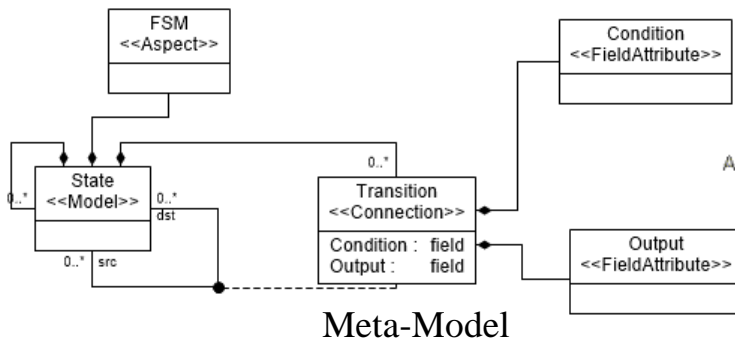 FSM
<<Aspect>>
Condition
<<FieldAttribute>>
0..*
A
State
<<Model>>
0..*
0..*
dst
Transition
<<Connection>>
Condition : field
Output : field
Output
<<FieldAttribute>>
0..* src
Meta-Model